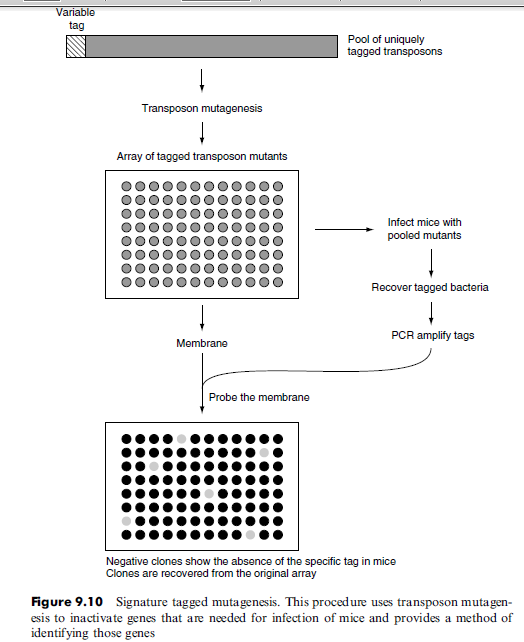 Variable
tag
Pool of uniquely
tagged transposons
Transposon mutagenesis
Array of tagged transposon mutants
Infect mice with
pooled mutants
Recover tagged bacteria
PCR amplify tags
Membrane
Probe the membrane
Negative clones show the absence of the specific tag in mice
Clones are recovered from the original array
Figure 9.10 Signature tagged mutagenesis. This procedure uses transposon mutagen-
esis to inactivate genes that are needed for infection of mice and provides a method of
identifying those genes